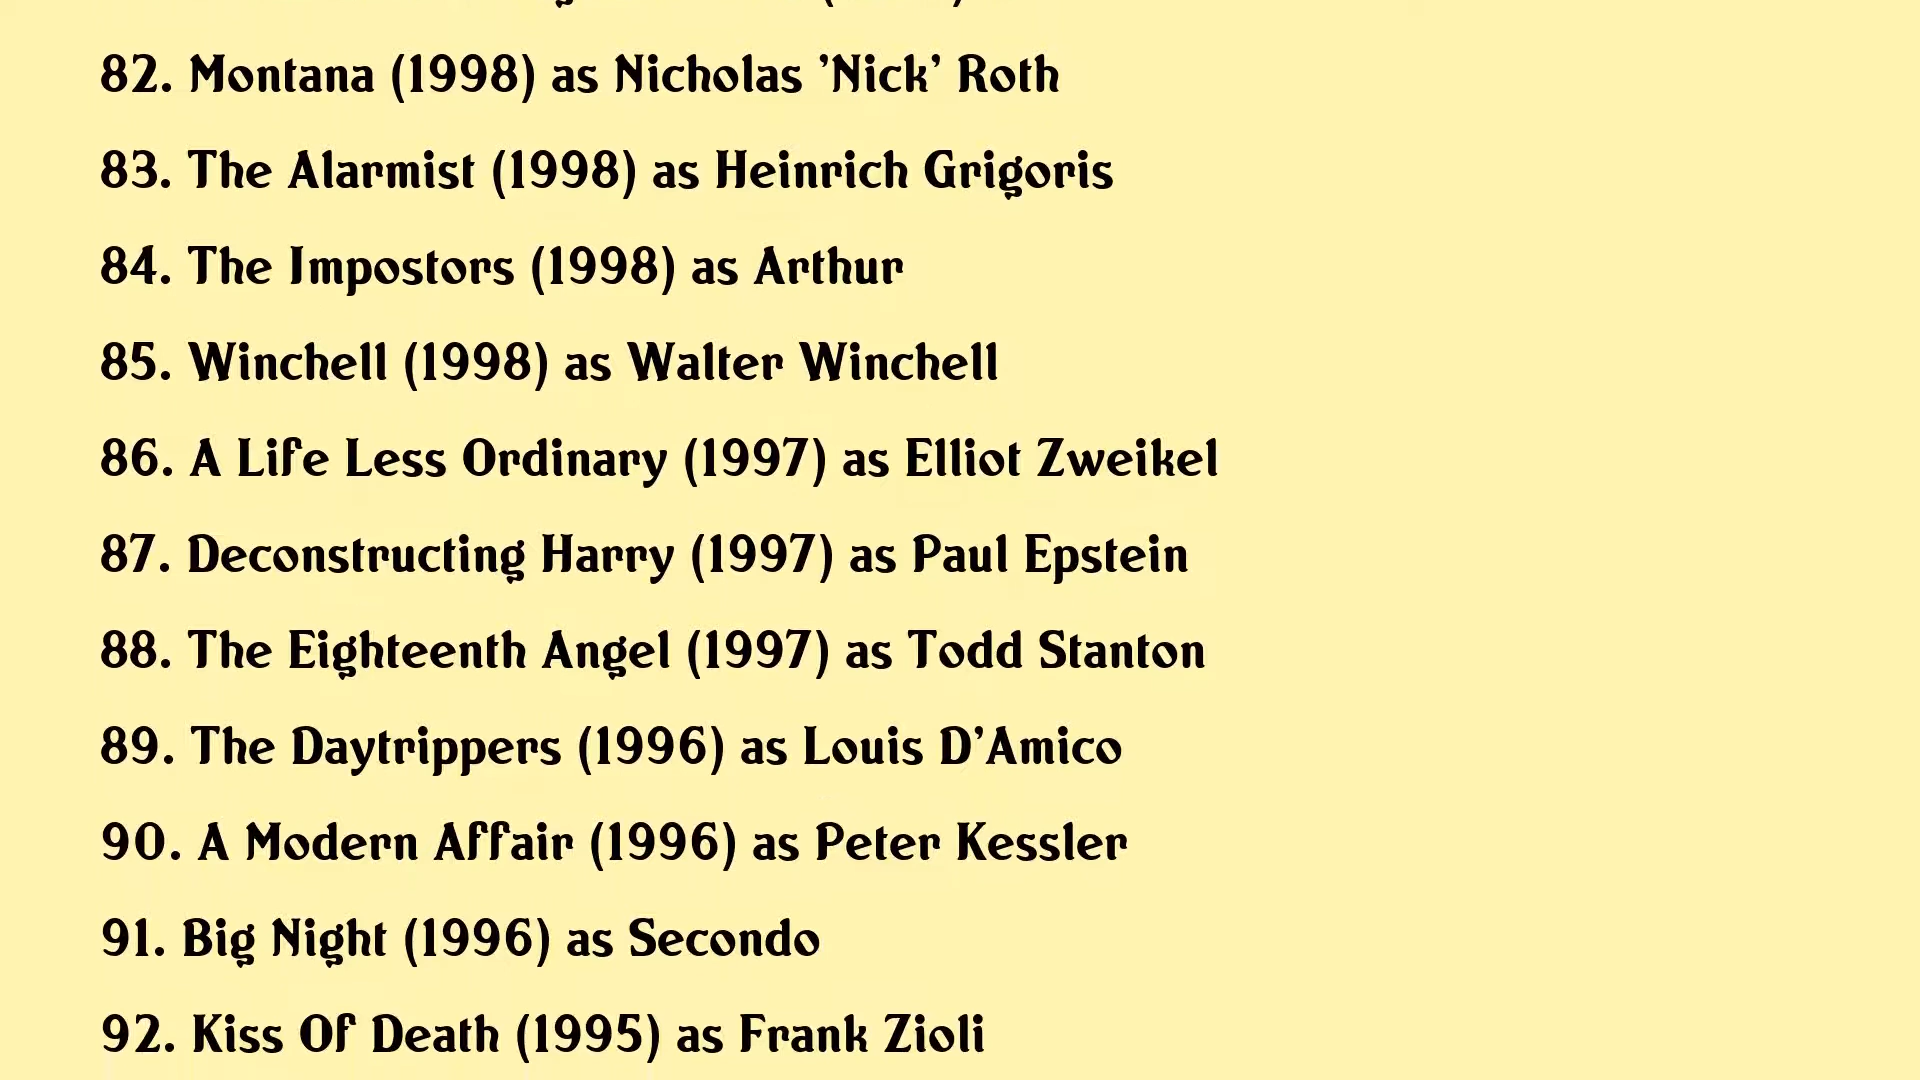 82. Montana (1998) as Nicholas 'Nick' Roth
83. The Alarmist (1998) as Heinrich Grigoris
84. The Impostors (1998) as Arthur
85. Winchell (1998) as Walter Winchell
86. A Life Less Ordinary (1997) as Elliot Zweikel
87. Deconstructing Harry (1997) as Paul Epstein
88. The Eighteenth Angel (1997) as Todd Stanton
89. The Daytrippers (1996) as Louis D'Amico
90. A Modern Affair (1996) as Peter Kessler
91. Big Night (1996) as Secondo
92. Kiss Of Death (1995) as Frank Zioli